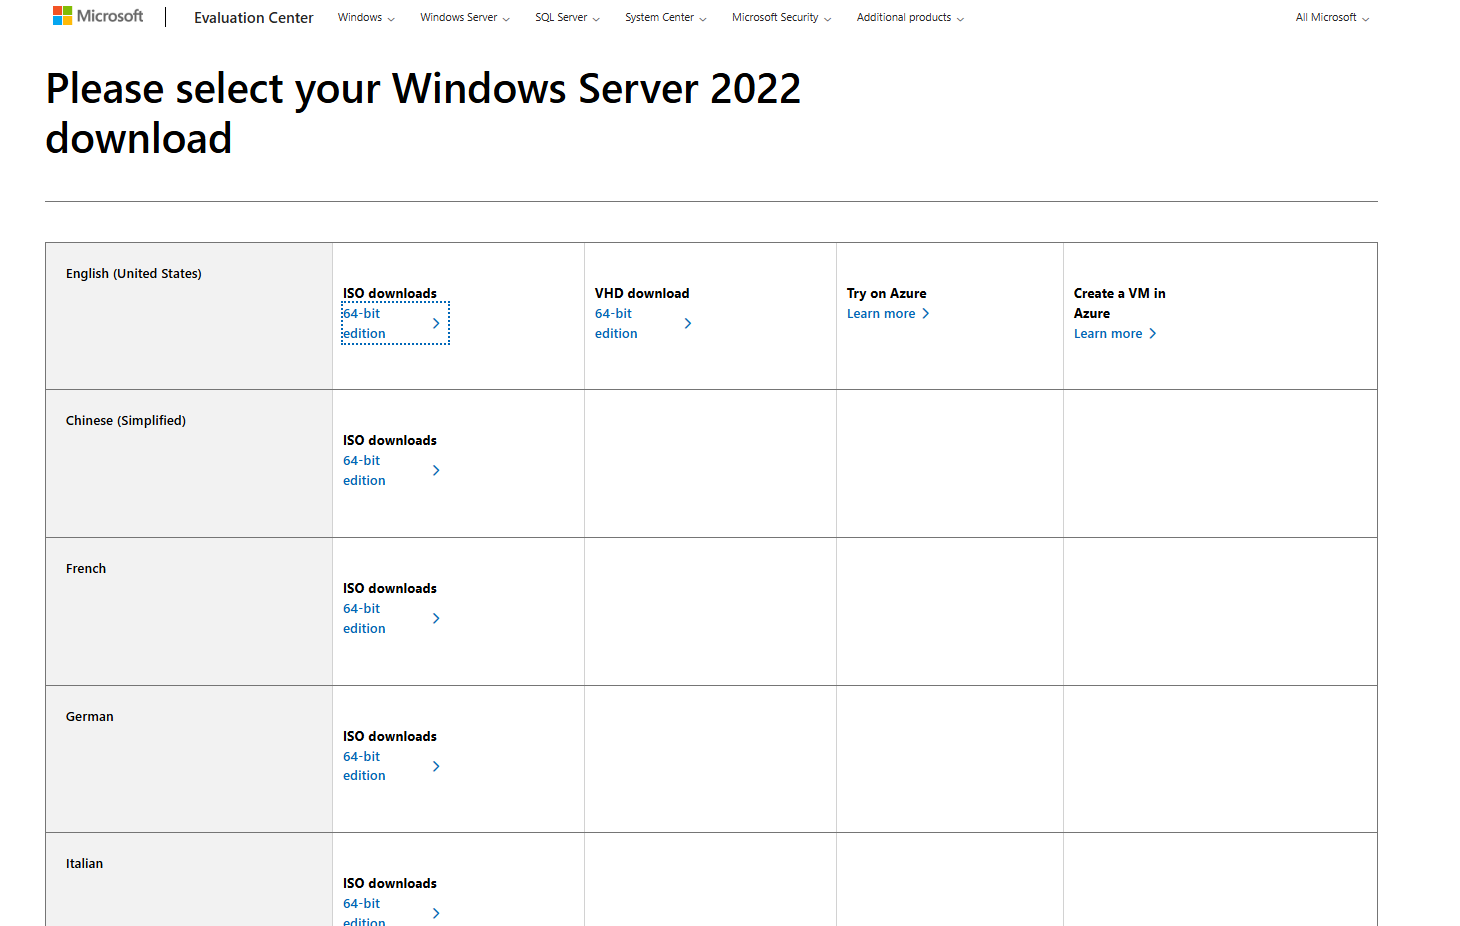 Microsoft
Evaluation Center
Windows
Windows Server
SQL Server
System Center
Microsoft Security
Additional products
All Microsoft
Please select your Windows Server 2022
download
English (United States)
ISO downloads
64-bit
edition
VHD download
64-bit
edition
Try on Azure
Learn more
Create a VM in
Azure
Learn more
Chinese (Simplified)
ISO downloads
64-bit
edition
French
ISO downloads
64-bit
edition
German
ISO downloads
64-bit
edition
Italian
ISO downloads
64-bit
edition